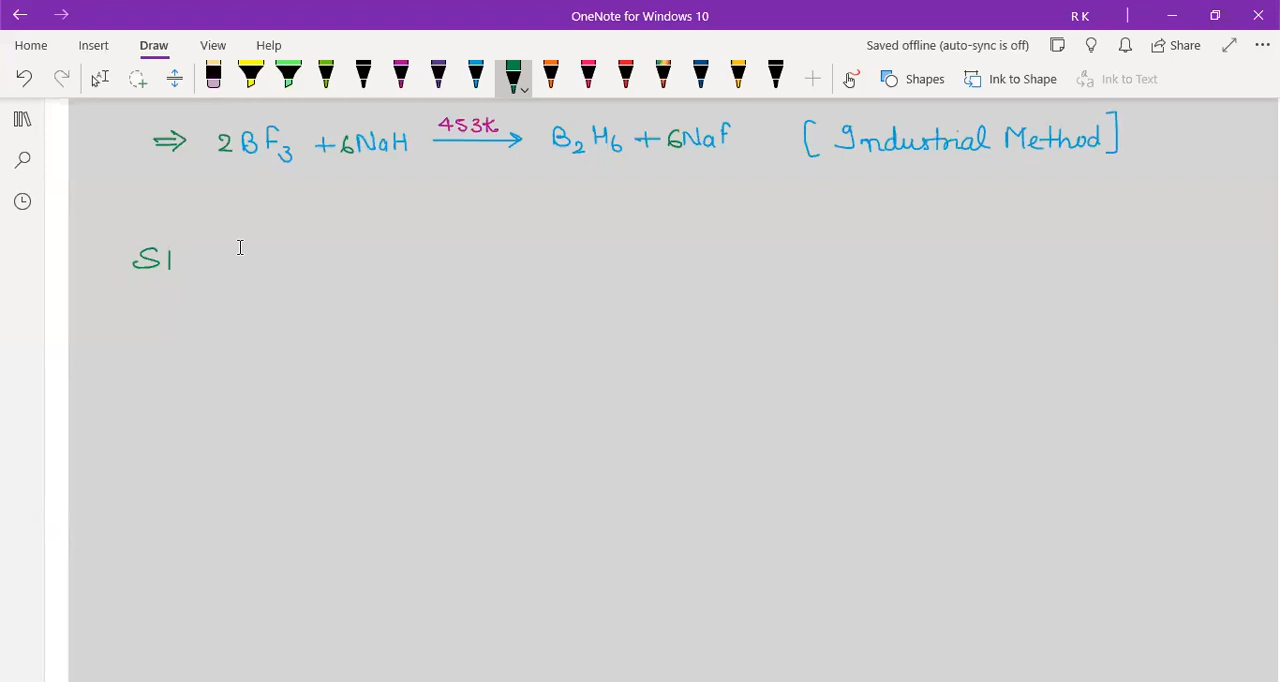 OneNote for Windows 10
R K
Home Insert Draw View Help
Saved offline (auto-sync is off)
Share
Shapes
Ink to Shape
Ink to Text
453K
⇒ 2BF₃ + 6NaH → B₂H₆ + 6Naf [Industrial Method]
SI